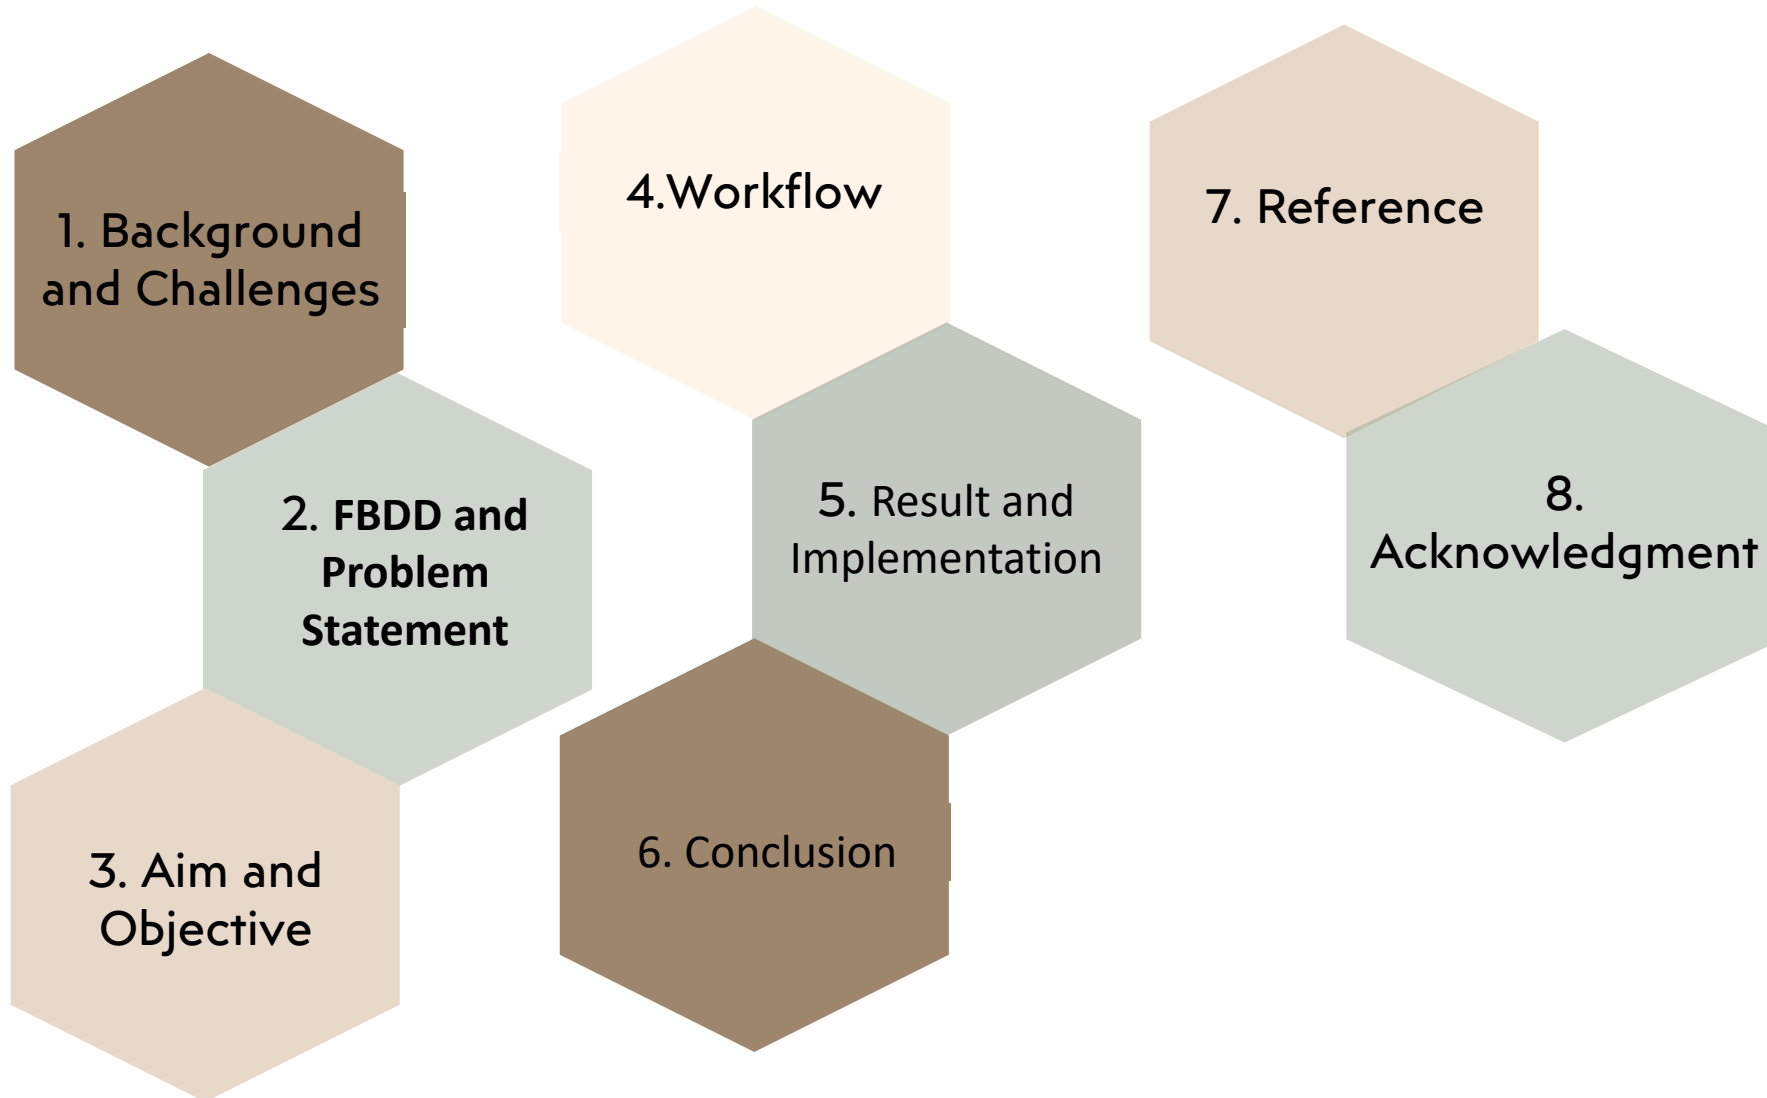 1. Background
and Challenges
2. FBDD and
Problem
Statement
3. Aim and
Objective
4.Workflow
5. Result and
Implementation
6. Conclusion
7. Reference
8.
Acknowledgment